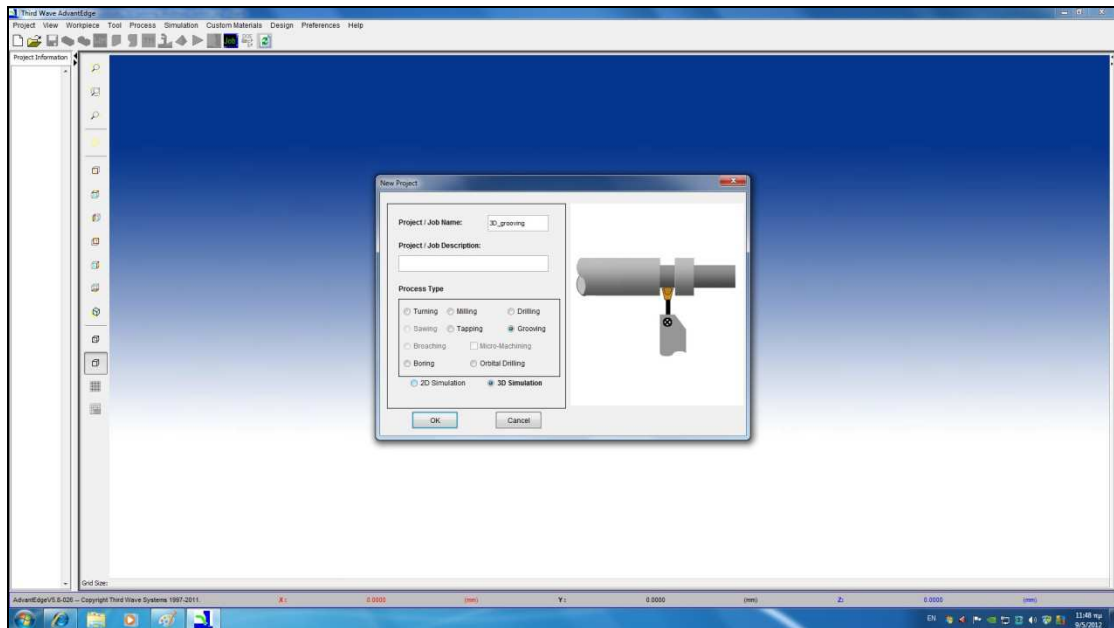 Third Wave AdvantEdge
Project View Workpiece Tool Process Simulation Custom Materials Design Preferences Help
Job
Project Information
New Project
Project / Job Name: 3D_grooving
Project / Job Description:
Process Type
Turning Milling Drilling
Sawing Tapping Grooving
Broaching Micro-Machining
Boring Orbital Drilling
2D Simulation 3D Simulation
OK Cancel
Grid Size:
AdvantEdgeV5.8-026 -- Copyright Third Wave Systems 1997-2011 X: 0.0000 (mm) Y: 0.0000 (mm) Z: 0.0000 (mm)
EN 11:48 πμ
9/5/2012